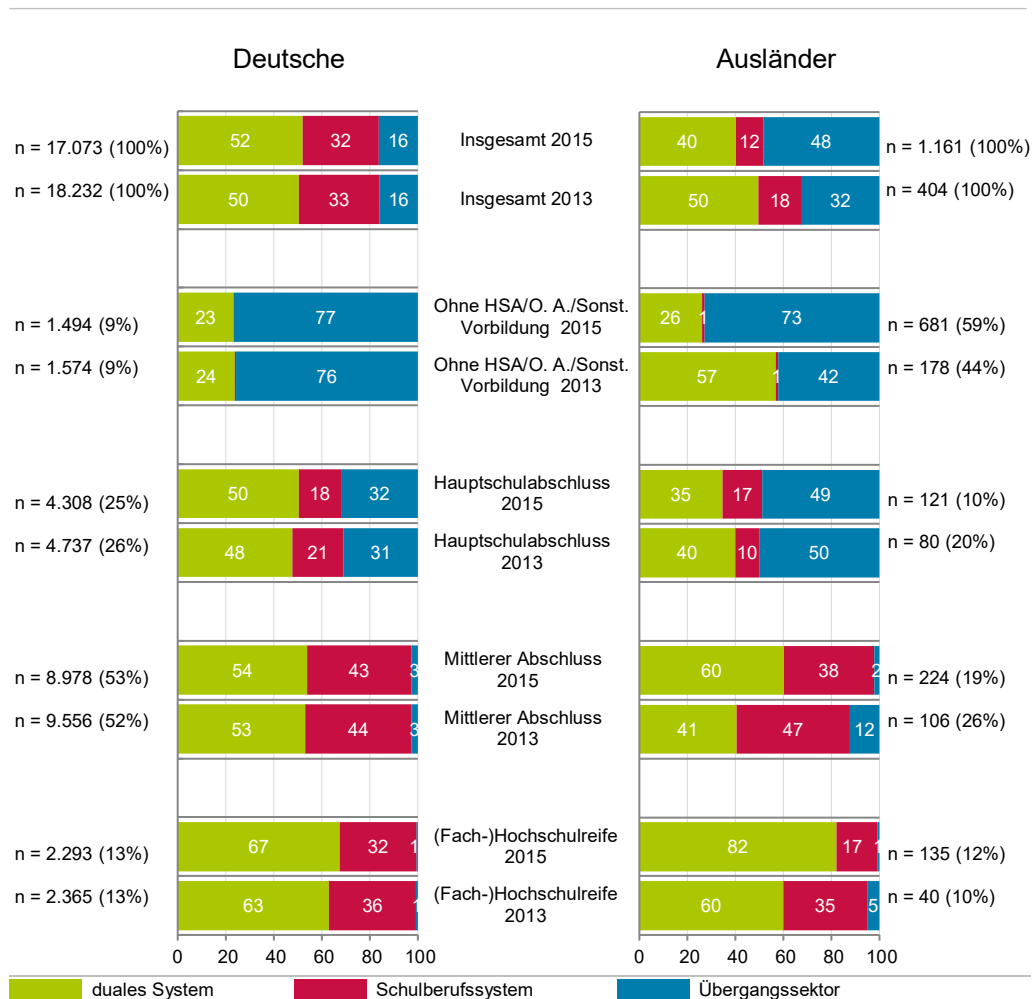 Deutsche Ausländer
n = 17.073 (100%) 52 32 16 Insgesamt 2015 40 12 48 n = 1.161 (100%)
n = 18.232 (100%) 50 33 16 Insgesamt 2013 50 18 32 n = 404 (100%)
n = 1.494 (9%) 23 77 Ohne HSA/O. A./Sonst.
Vorbildung 2015 26 1 73 n = 681 (59%)
n = 1.574 (9%) 24 76 Ohne HSA/O. A./Sonst.
Vorbildung 2013 57 1 42 n = 178 (44%)
n = 4.308 (25%) 50 18 32 Hauptschulabschluss
2015 35 17 49 n = 121 (10%)
n = 4.737 (26%) 48 21 31 Hauptschulabschluss
2013 40 10 50 n = 80 (20%)
n = 8.978 (53%) 54 43 3 Mittlerer Abschluss
2015 60 38 2 n = 224 (19%)
n = 9.556 (52%) 53 44 3 Mittlerer Abschluss
2013 41 47 12 n = 106 (26%)
n = 2.293 (13%) 67 32 1 (Fach-)Hochschulreife
2015 82 17 1 n = 135 (12%)
n = 2.365 (13%) 63 36 1 (Fach-)Hochschulreife
2013 60 35 5 n = 40 (10%)
0 20 40 60 80 100 0 20 40 60 80 100
duales System Schulberufssystem Übergangssektor